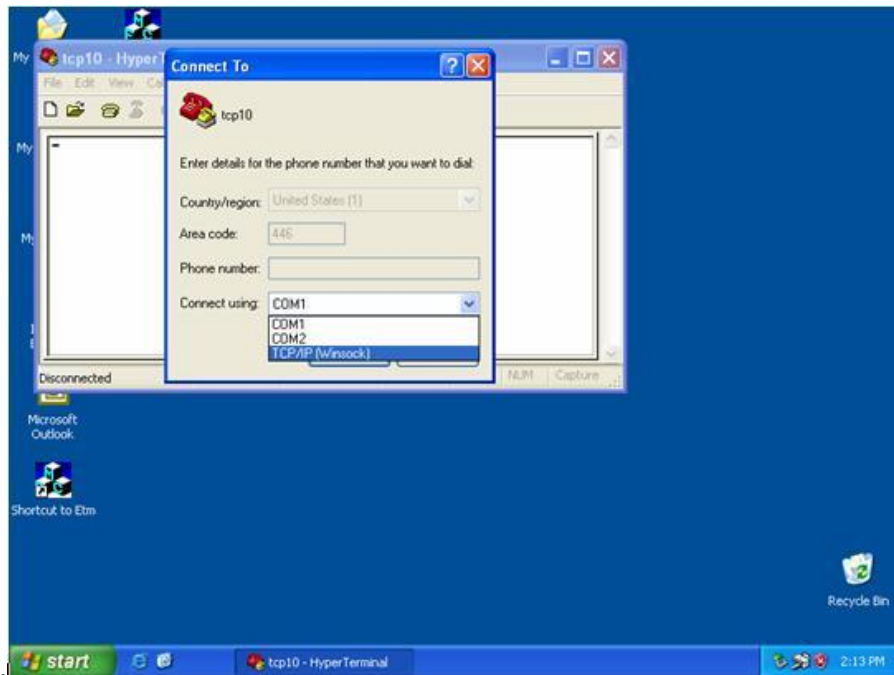 My
tcp10 - HyperT
File Edit View Cal
Connect To
tcp10
Enter details for the phone number that you want to dial:
Country/region: United States (1)
Area code: 446
Phone number:
Connect using: COM1
COM1
COM2
TCP/IP (Winsock)
My
My
Disconnected
NUM
Capture
Microsoft
Outlook
Shortcut to Etm
Recycle Bin
start
tcp10 - HyperTerminal
2:13 PM